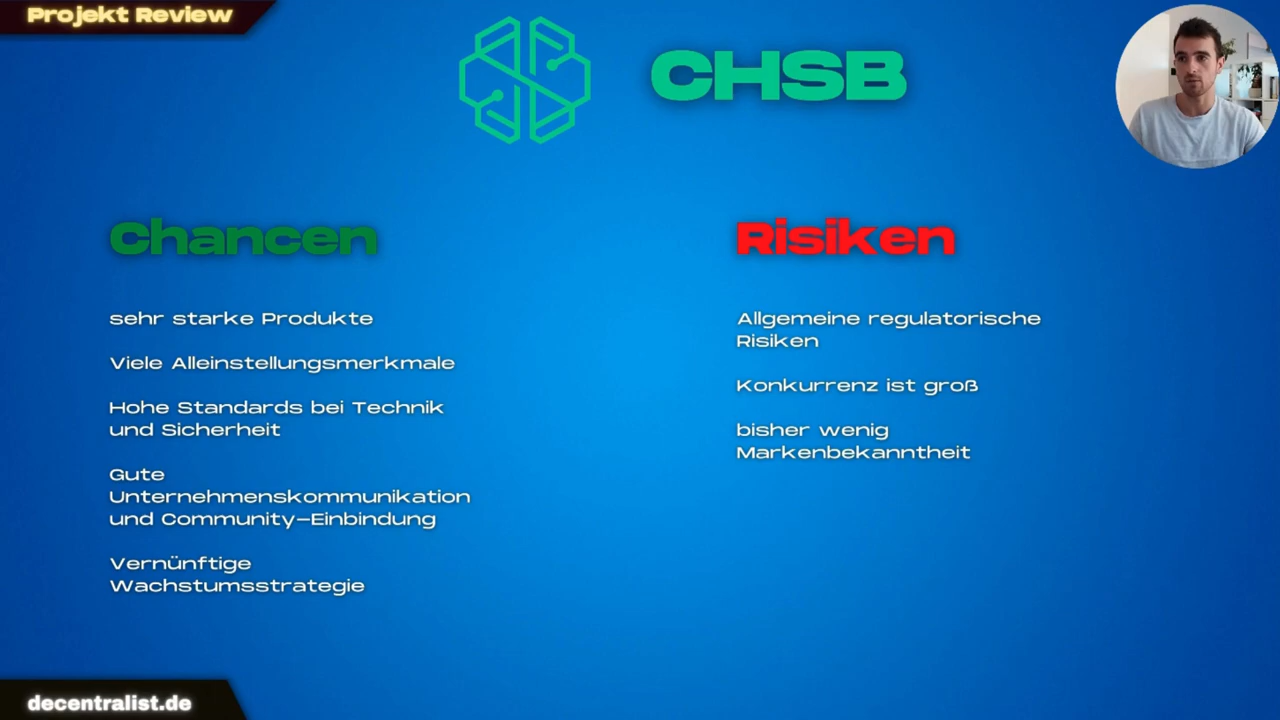 Projekt Review
CHSB
Chancen
sehr starke Produkte
Viele Alleinstellungsmerkmale
Hohe Standards bei Technik
und Sicherheit
Gute
Unternehmenskommunikation
und Community-Einbindung
Vernünftige
Wachstumsstrategie
Risiken
Allgemeine regulatorische
Risiken
Konkurrenz ist groß
bisher wenig
Markenbekanntheit
decentralist.de